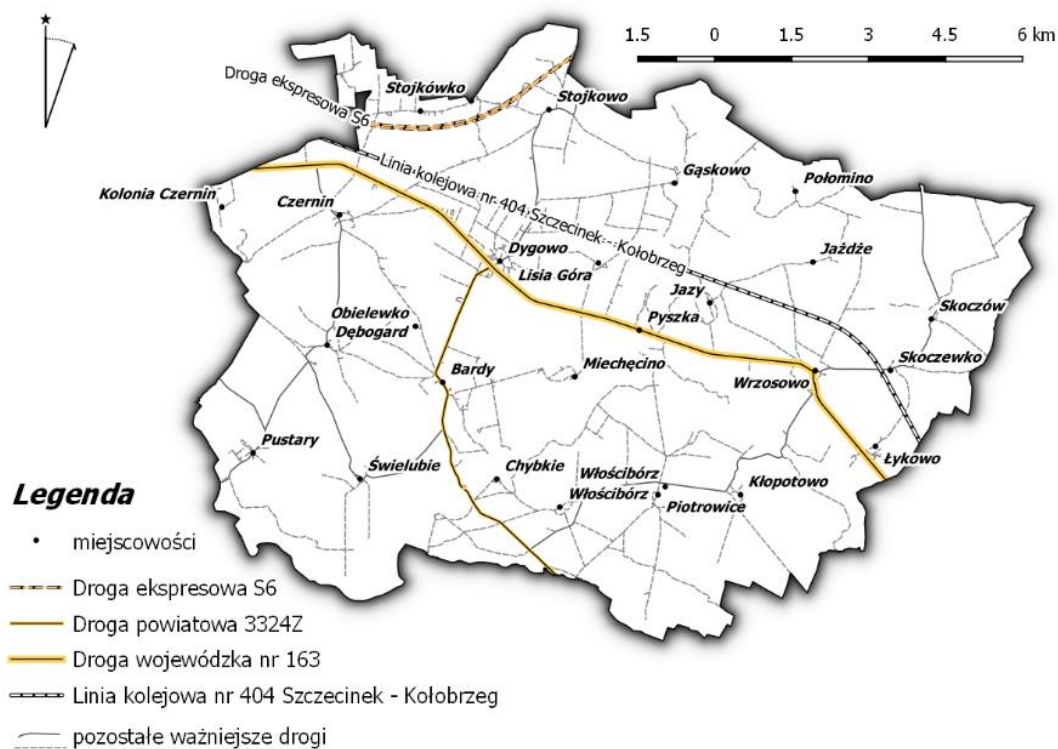 1.5 0 1.5 3 4.5 6 km
Droga ekspresowa S6
Stojkówko
Stojkowo
Linia kolejowa nr 404 Szczecinek - Kołobrzeg
Gąskowo
Połomino
Kolonia Czernin
Czernin
Dygowo
Lisia Góra
Jażdże
Jazy
Pyszka
Skoczów
Obielewko
Dębogard
Bardy
Miechęcino
Wrzosowo
Skoczewko
Pustary
Świelubie
Chybkie
Włościbórz
Włościbórz
Piotrowice
Kłopotowo
Łykowo
Legenda
miejscowości
Droga ekspresowa S6
Droga powiatowa 3324Z
Droga wojewódzka nr 163
Linia kolejowa nr 404 Szczecinek - Kołobrzeg
pozostałe ważniejsze drogi